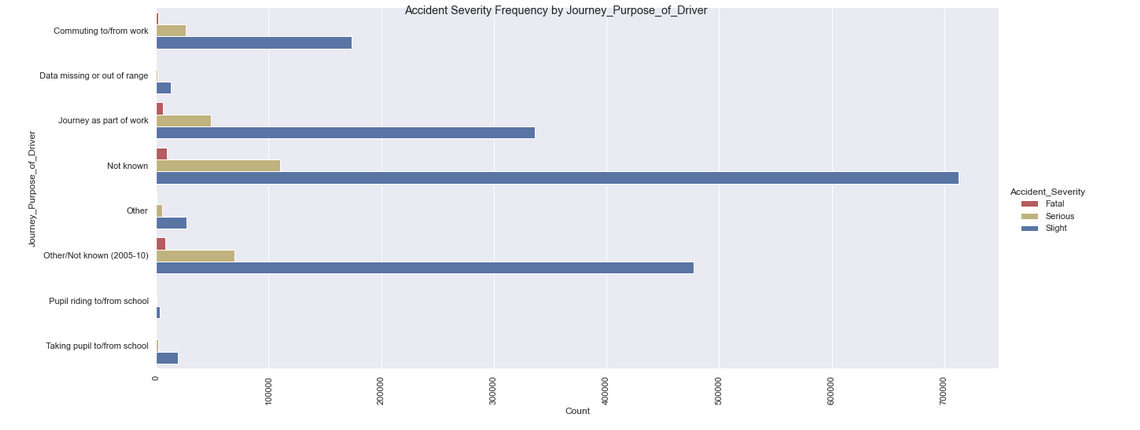 Accident Severity Frequency by Journey_Purpose_of_Driver
Journey_Purpose_of_Driver
Commuting to/from work
Data missing or out of range
Journey as part of work
Not known
Other
Other/Not known (2005-10)
Pupil riding to/from school
Taking pupil to/from school
0
100000
200000
300000
400000
500000
600000
700000
Count
Accident_Severity
Fatal
Serious
Slight